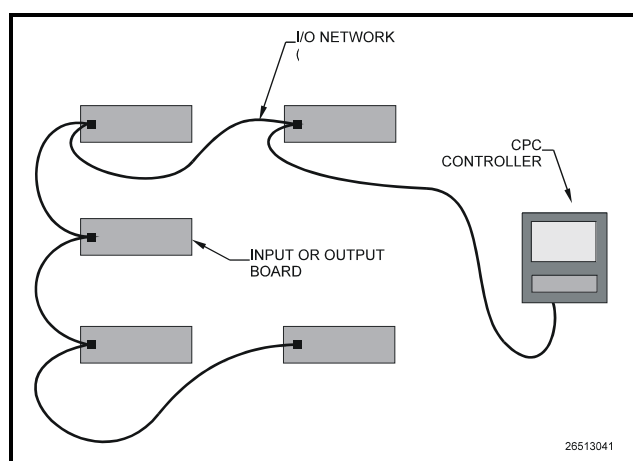 I/O NETWORK
(
CPC
CONTROLLER
INPUT OR OUTPUT
BOARD
26513041